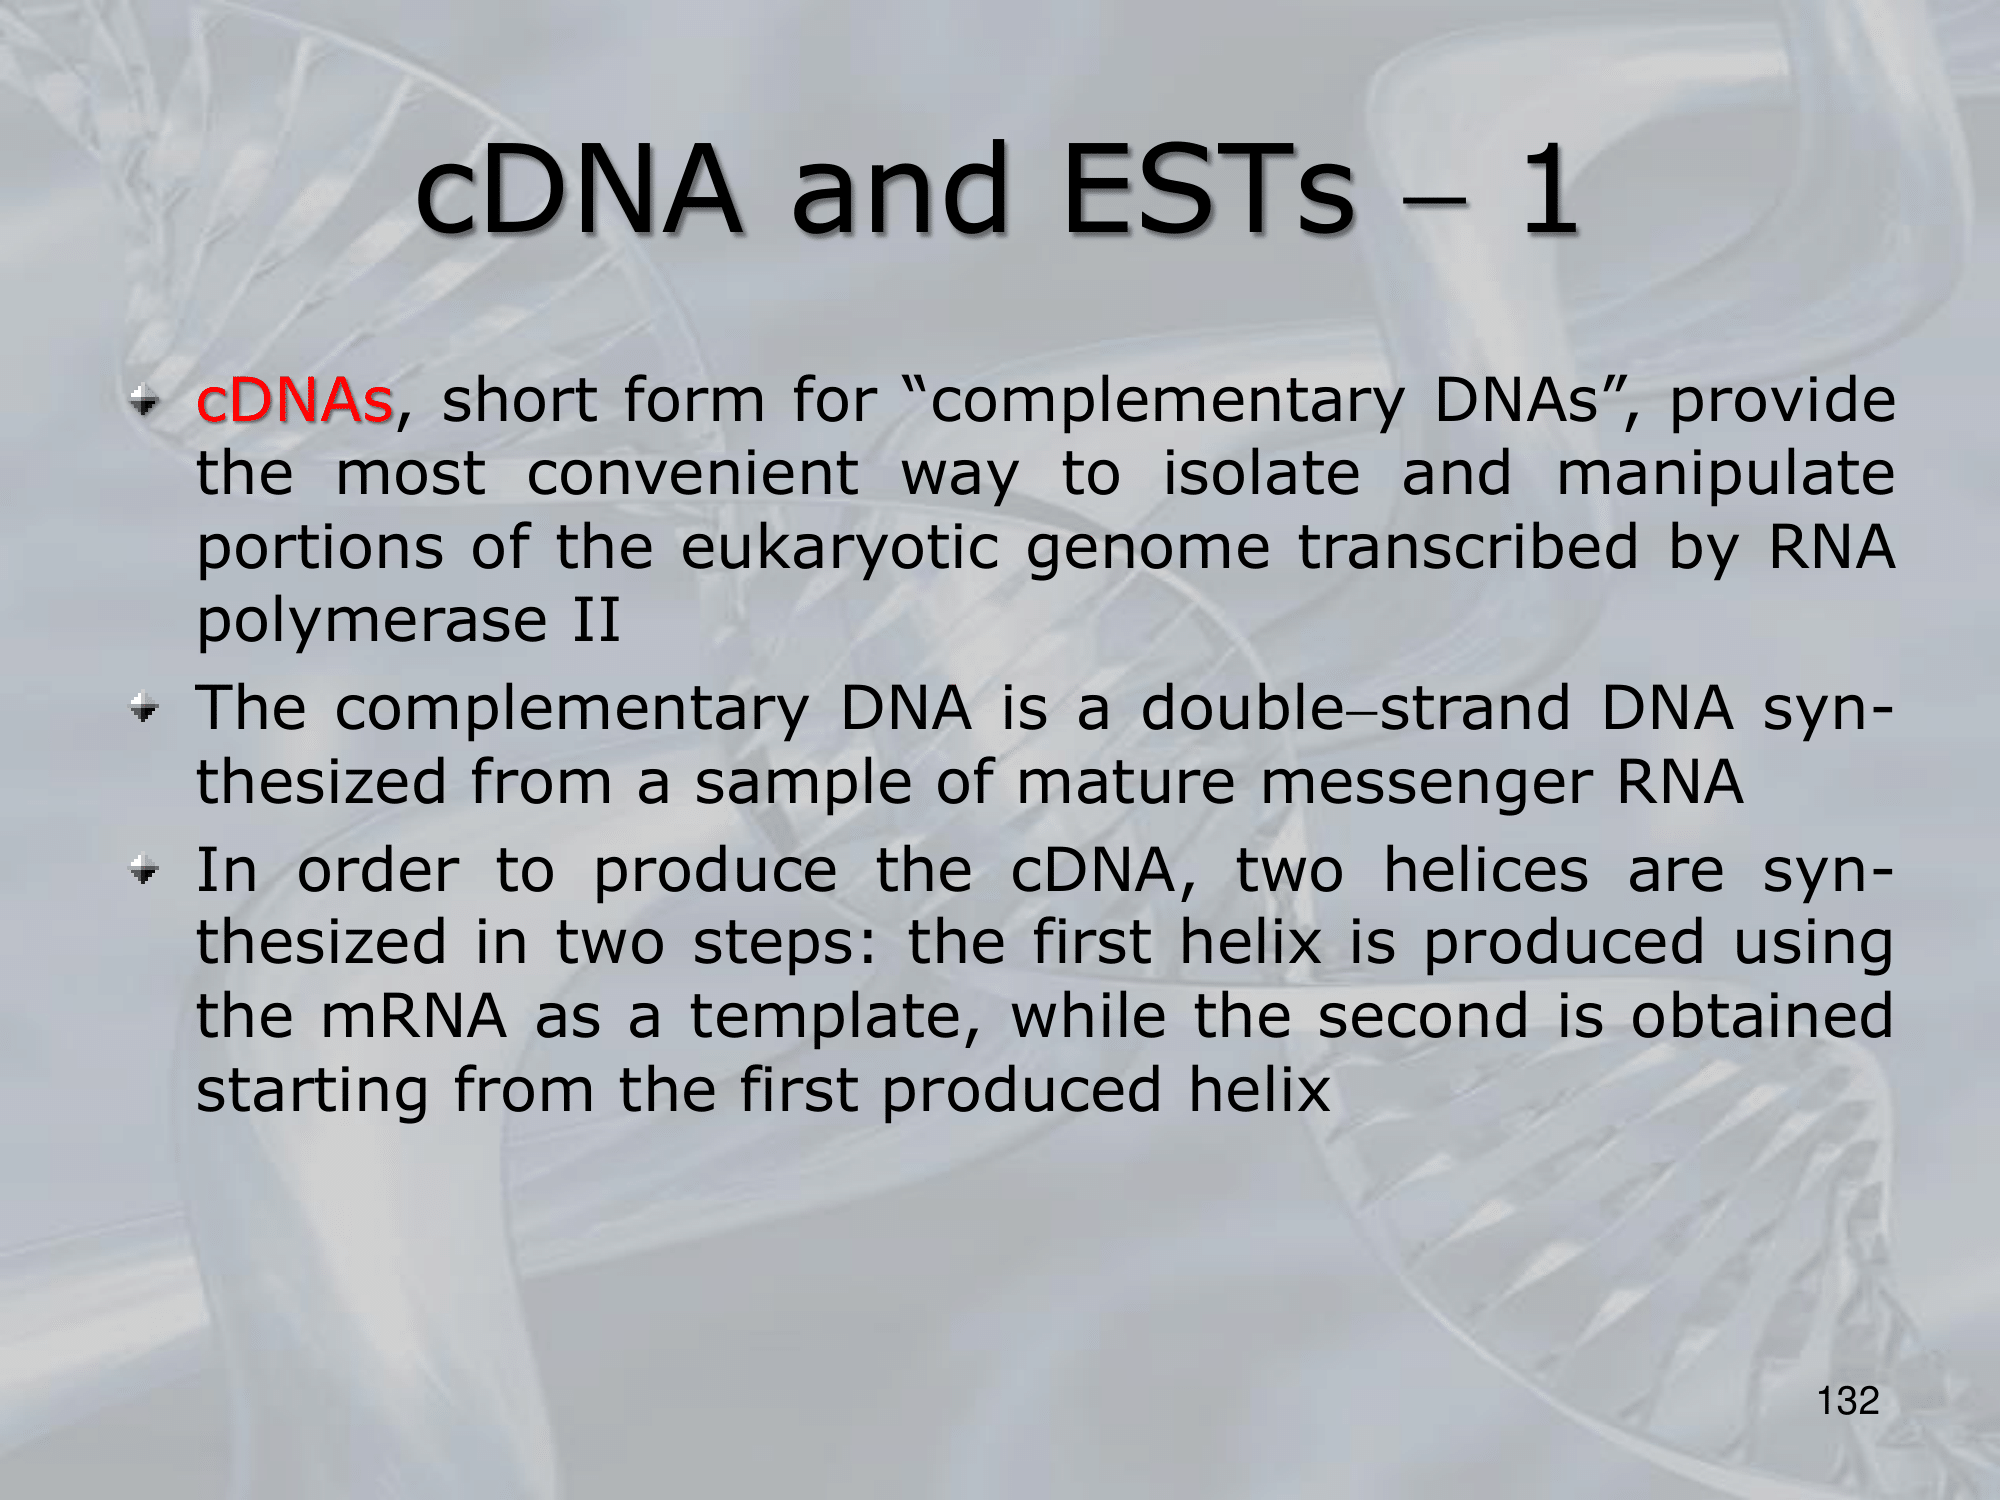 cDNA and ESTs – 1
cDNAs, short form for “complementary DNAs”, provide
the most convenient way to isolate and manipulate
portions of the eukaryotic genome transcribed by RNA
polymerase II
The complementary DNA is a double–strand DNA syn-
thesized from a sample of mature messenger RNA
In order to produce the cDNA, two helices are syn-
thesized in two steps: the first helix is produced using
the mRNA as a template, while the second is obtained
starting from the first produced helix
132